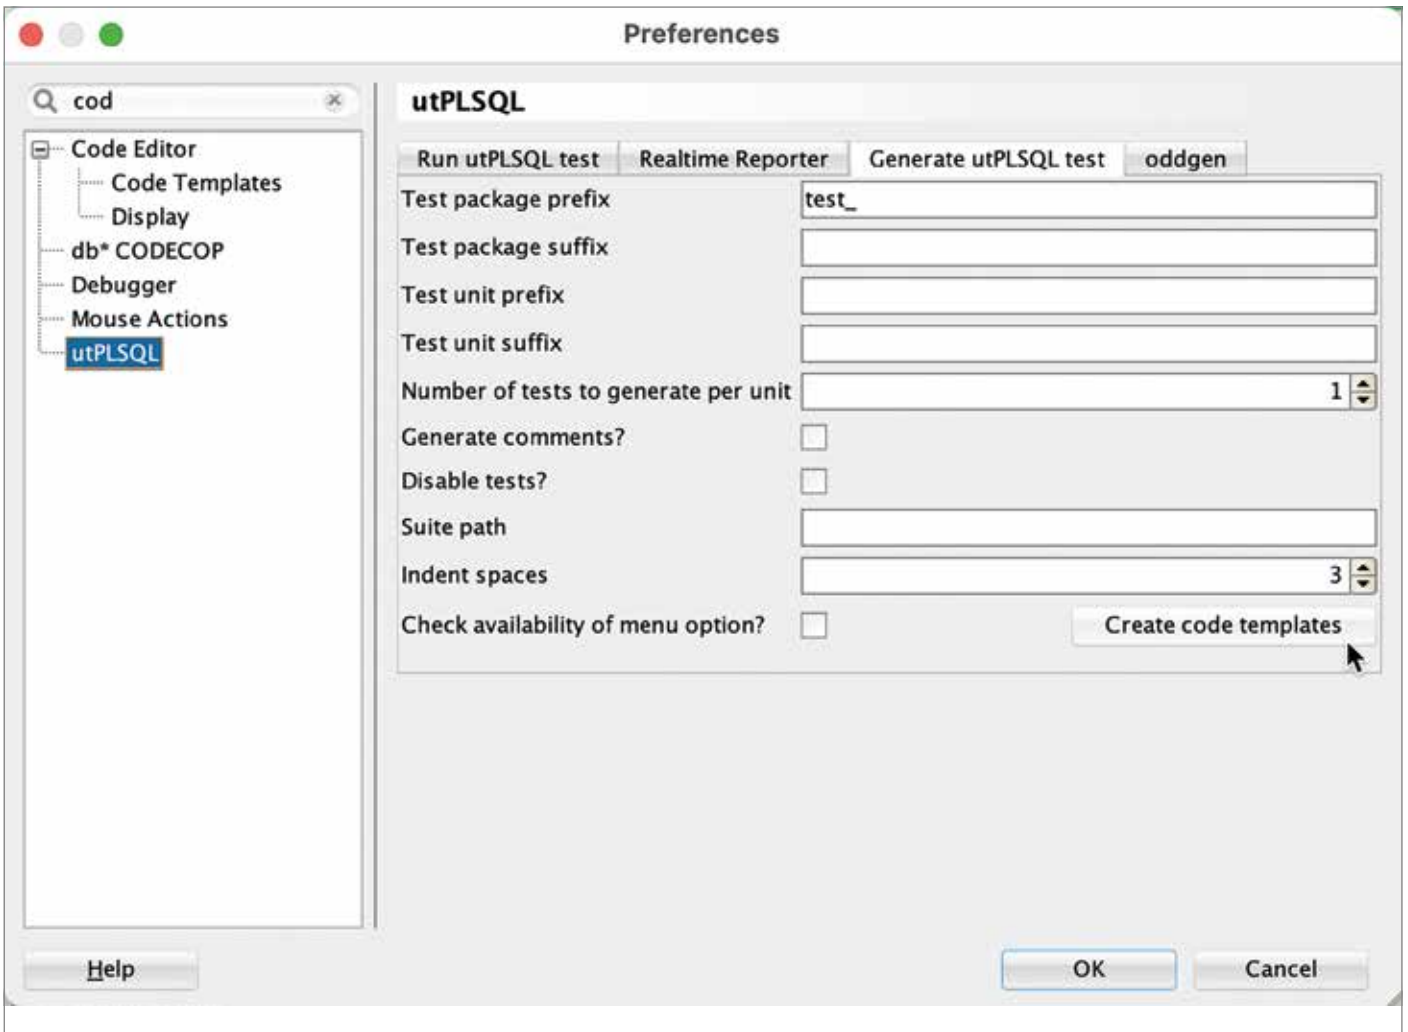 Preferences
cod
Code Editor
Code Templates
Display
db* CODECOP
Debugger
Mouse Actions
utPLSQL
utPLSQL
Run utPLSQL test
Realtime Reporter
Generate utPLSQL test
oddgen
Test package prefix
test_
Test package suffix
Test unit prefix
Test unit suffix
Number of tests to generate per unit
1
Generate comments?
Disable tests?
Suite path
Indent spaces
3
Check availability of menu option?
Create code templates
Help
OK
Cancel